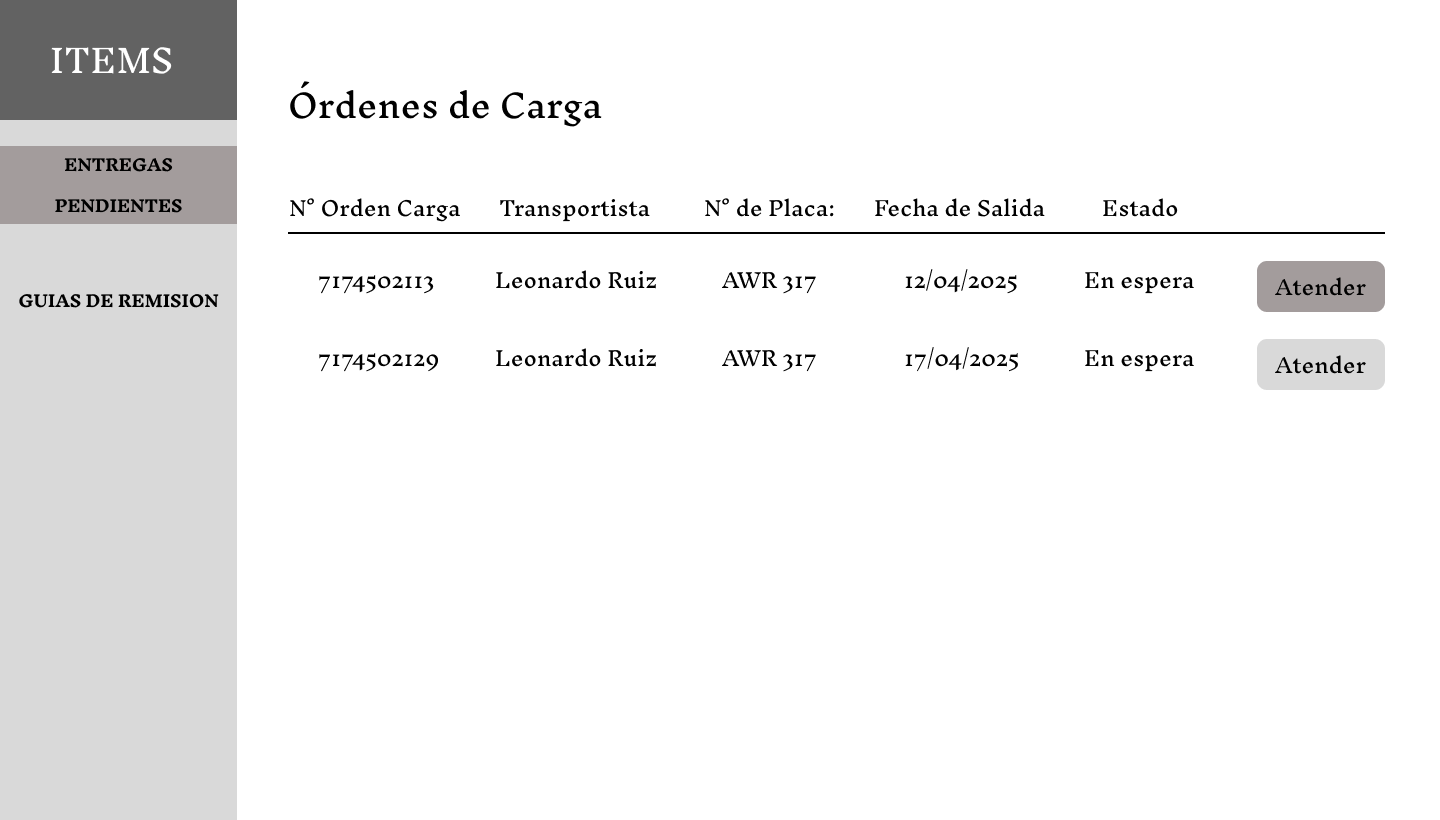 ITEMS
ENTREGAS
PENDIENTES
GUIAS DE REMISION
Órdenes de Carga
N° Orden Carga Transportista N° de Placa: Fecha de Salida Estado
7174502113 Leonardo Ruiz AWR 317 12/04/2025 En espera Atender
7174502129 Leonardo Ruiz AWR 317 17/04/2025 En espera Atender